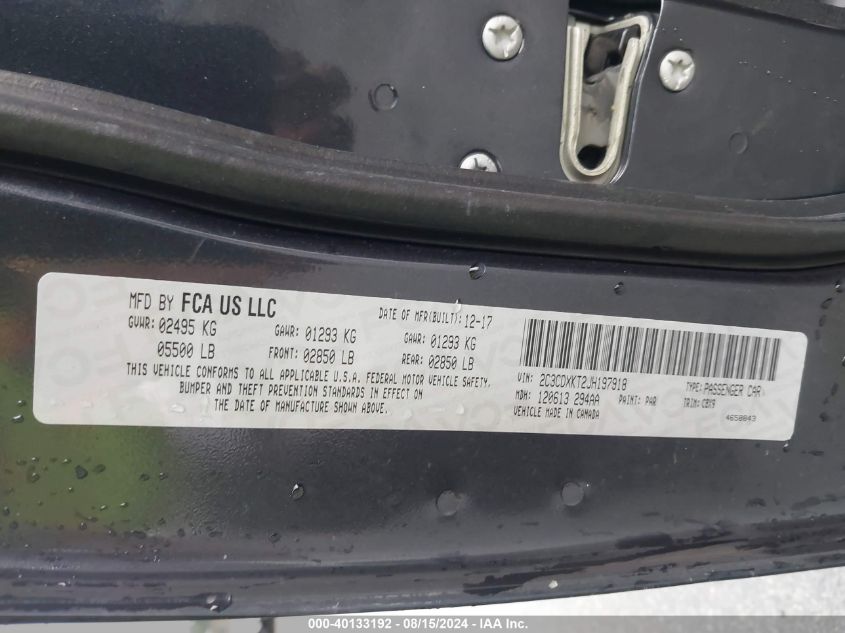 MFD BY FCA US LLC
DATE OF MFR(BUILT): 12-17
GVWR: 02495 KG
GAWR: 01293 KG
GAWR: 01293 KG
05500 LB
FRONT: 02850 LB
REAR: 02850 LB
THIS VEHICLE CONFORMS TO ALL APPLICABLE U.S.A. FEDERAL MOTOR VEHICLE SAFETY,
BUMPER AND THEFT PREVENTION STANDARDS IN EFFECT ON
THE DATE OF MANUFACTURE SHOWN ABOVE.
VIN: 2C3CDXKT2JH197918
TYPE: PASSENGER CAR
MDH: 120613 294AA
PAINT: PAR
TRIM: CBX9
VEHICLE MADE IN CANADA
4658843
000-40133192 - 08/15/2024 - IAA Inc.